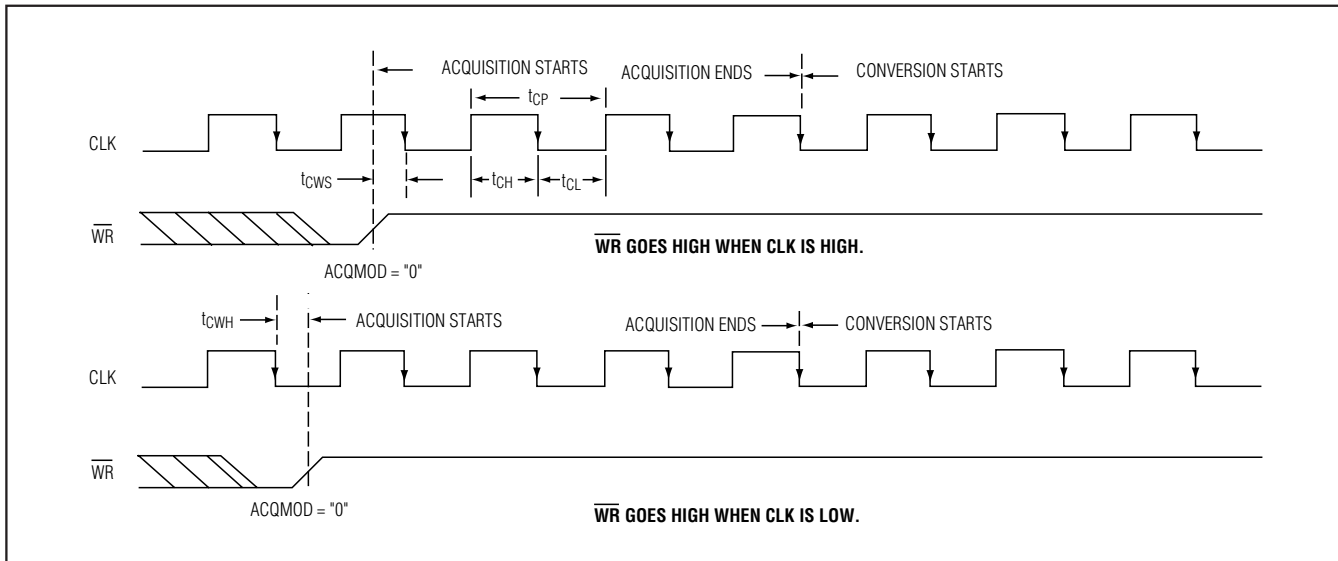 ACQUISITION STARTS ACQUISITION ENDS CONVERSION STARTS
tCP
CLK
tCWS tCH tCL
WR
WR GOES HIGH WHEN CLK IS HIGH.
ACQMOD = "0"
tCWH ACQUISITION STARTS ACQUISITION ENDS CONVERSION STARTS
CLK
WR
ACQMOD = "0"
WR GOES HIGH WHEN CLK IS LOW.